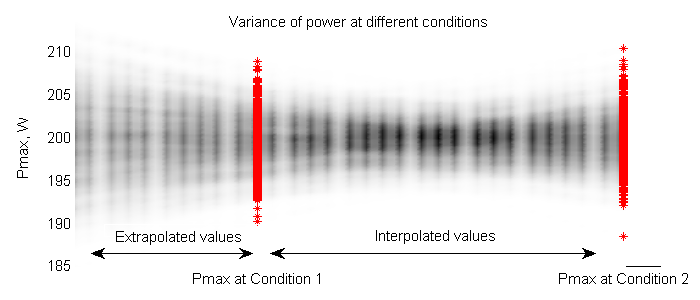 Variance of power at different conditions
210
205
200
195
190
185
Pmax, W
Extrapolated values
Interpolated values
Pmax at Condition 1
Pmax at Condition 2